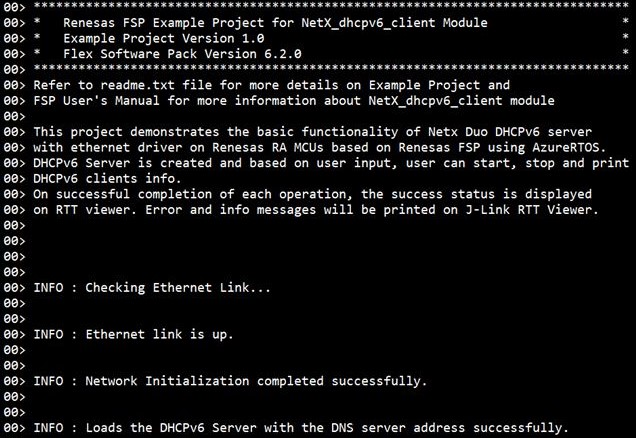 00> ********************************************************************************
00> *   Renesas FSP Example Project for NetX_dhcpv6_client Module                  *
00> *   Example Project Version 1.0                                                *
00> *   Flex Software Pack Version 6.2.0                                           *
00> ********************************************************************************
00> Refer to readme.txt file for more details on Example Project and
00> FSP User's Manual for more information about NetX_dhcpv6_client module
00>
00> This project demonstrates the basic functionality of Netx Duo DHCPv6 server
00> with ethernet driver on Renesas RA MCUs based on Renesas FSP using AzureRTOS.
00> DHCPv6 Server is created and based on user input, user can start, stop and print
00> DHCPv6 clients info.
00> On successful completion of each operation, the success status is displayed
00> on RTT viewer. Error and info messages will be printed on J-Link RTT Viewer.
00>
00>
00>
00>
00> INFO : Checking Ethernet Link...
00>
00>
00> INFO : Ethernet link is up.
00>
00>
00> INFO : Network Initialization completed successfully.
00>
00>
00> INFO : Loads the DHCPv6 Server with the DNS server address successfully.